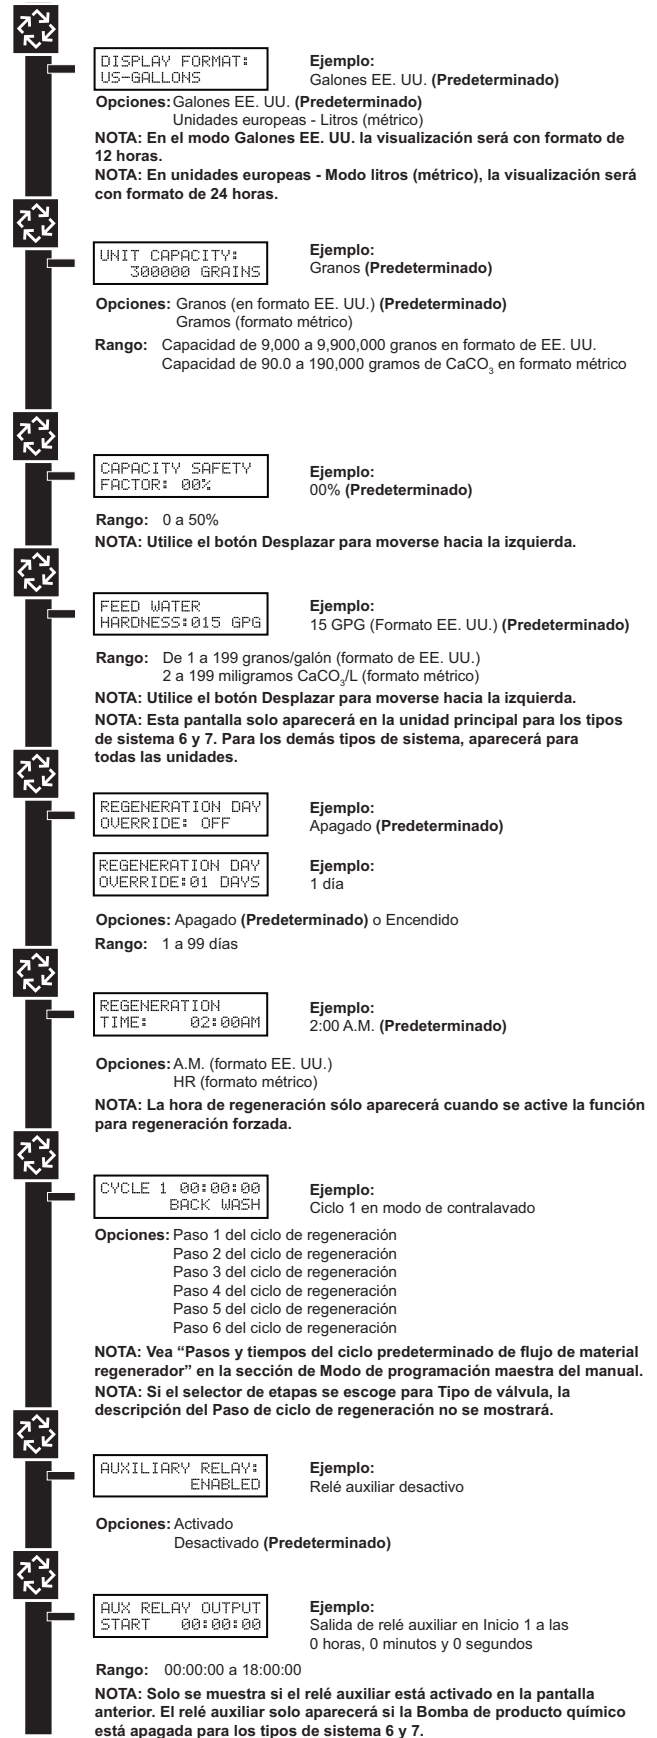 DISPLAY FORMAT:
US-GALLONS
Ejemplo:
Galones EE. UU. (Predeterminado)
Opciones: Galones EE. UU. (Predeterminado)
Unidades europeas - Litros (métrico)
NOTA: En el modo Galones EE. UU. la visualización será con formato de
12 horas.
NOTA: En unidades europeas - Modo litros (métrico), la visualización será
con formato de 24 horas.
UNIT CAPACITY:
300000 GRAINS
Ejemplo:
Granos (Predeterminado)
Opciones: Granos (en formato EE. UU.) (Predeterminado)
Gramos (formato métrico)
Rango: Capacidad de 9,000 a 9,900,000 granos en formato de EE. UU.
Capacidad de 90.0 a 190,000 gramos de CaCO₃ en formato métrico
CAPACITY SAFETY
FACTOR: 00%
Ejemplo:
00% (Predeterminado)
Rango: 0 a 50%
NOTA: Utilice el botón Desplazar para moverse hacia la izquierda.
FEED WATER
HARDNESS:015 GPG
Ejemplo:
15 GPG (Formato EE. UU.) (Predeterminado)
Rango: De 1 a 199 granos/galón (formato de EE. UU.)
2 a 199 miligramos CaCO₃/L (formato métrico)
NOTA: Utilice el botón Desplazar para moverse hacia la izquierda.
NOTA: Esta pantalla solo aparecerá en la unidad principal para los tipos
de sistema 6 y 7. Para los demás tipos de sistema, aparecerá para
todas las unidades.
REGENERATION DAY
OVERRIDE: OFF
Ejemplo:
Apagado (Predeterminado)
REGENERATION DAY
OVERRIDE:01 DAYS
Ejemplo:
1 día
Opciones: Apagado (Predeterminado) o Encendido
Rango: 1 a 99 días
REGENERATION
TIME: 02:00AM
Ejemplo:
2:00 A.M. (Predeterminado)
Opciones: A.M. (formato EE. UU.)
HR (formato métrico)
NOTA: La hora de regeneración sólo aparecerá cuando se active la función
para regeneración forzada.
CYCLE 1 00:00:00
BACK WASH
Ejemplo:
Ciclo 1 en modo de contralavado
Opciones: Paso 1 del ciclo de regeneración
Paso 2 del ciclo de regeneración
Paso 3 del ciclo de regeneración
Paso 4 del ciclo de regeneración
Paso 5 del ciclo de regeneración
Paso 6 del ciclo de regeneración
NOTA: Vea “Pasos y tiempos del ciclo predeterminado de flujo de material
regenerador” en la sección de Modo de programación maestra del manual.
NOTA: Si el selector de etapas se escoge para Tipo de válvula, la
descripción del Paso de ciclo de regeneración no se mostrará.
AUXILIARY RELAY:
ENABLED
Ejemplo:
Relé auxiliar desactivo
Opciones: Activado
Desactivado (Predeterminado)
AUX RELAY OUTPUT
START 00:00:00
Ejemplo:
Salida de relé auxiliar en Inicio 1 a las
0 horas, 0 minutos y 0 segundos
Rango: 00:00:00 a 18:00:00
NOTA: Solo se muestra si el relé auxiliar está activado en la pantalla
anterior. El relé auxiliar solo aparecerá si la Bomba de producto químico
está apagada para los tipos de sistema 6 y 7.